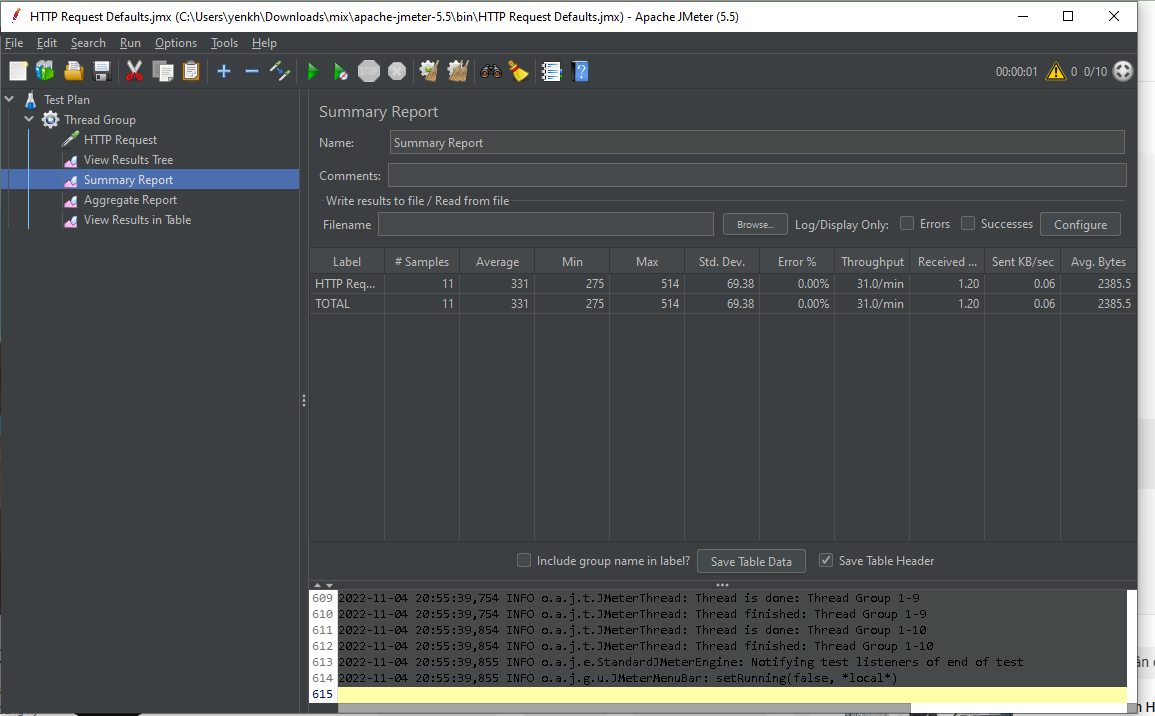 HTTP Request Defaults.jmx (C:\Users\yenkh\Downloads\mix\apache-jmeter-5.5\bin\HTTP Request Defaults.jmx) - Apache JMeter (5.5)
File Edit Search Run Options Tools Help
00:00:01 0 0/10
Test Plan
Thread Group
HTTP Request
View Results Tree
Summary Report
Aggregate Report
View Results in Table
Summary Report
Name: Summary Report
Comments:
Write results to file / Read from file
Filename Browse... Log/Display Only: Errors Successes Configure
Label # Samples Average Min Max Std. Dev. Error % Throughput Received ... Sent KB/sec Avg. Bytes
HTTP Req... 11 331 275 514 69.38 0.00% 31.0/min 1.20 0.06 2385.5
TOTAL 11 331 275 514 69.38 0.00% 31.0/min 1.20 0.06 2385.5
Include group name in label? Save Table Data Save Table Header
609 2022-11-04 20:55:39,754 INFO o.a.j.t.JMeterThread: Thread is done: Thread Group 1-9
610 2022-11-04 20:55:39,754 INFO o.a.j.t.JMeterThread: Thread finished: Thread Group 1-9
611 2022-11-04 20:55:39,854 INFO o.a.j.t.JMeterThread: Thread is done: Thread Group 1-10
612 2022-11-04 20:55:39,854 INFO o.a.j.t.JMeterThread: Thread finished: Thread Group 1-10
613 2022-11-04 20:55:39,855 INFO o.a.j.e.StandardJMeterEngine: Notifying test listeners of end of test
614 2022-11-04 20:55:39,855 INFO o.a.j.g.u.JMeterMenuBar: setRunning(false, *local*)
615